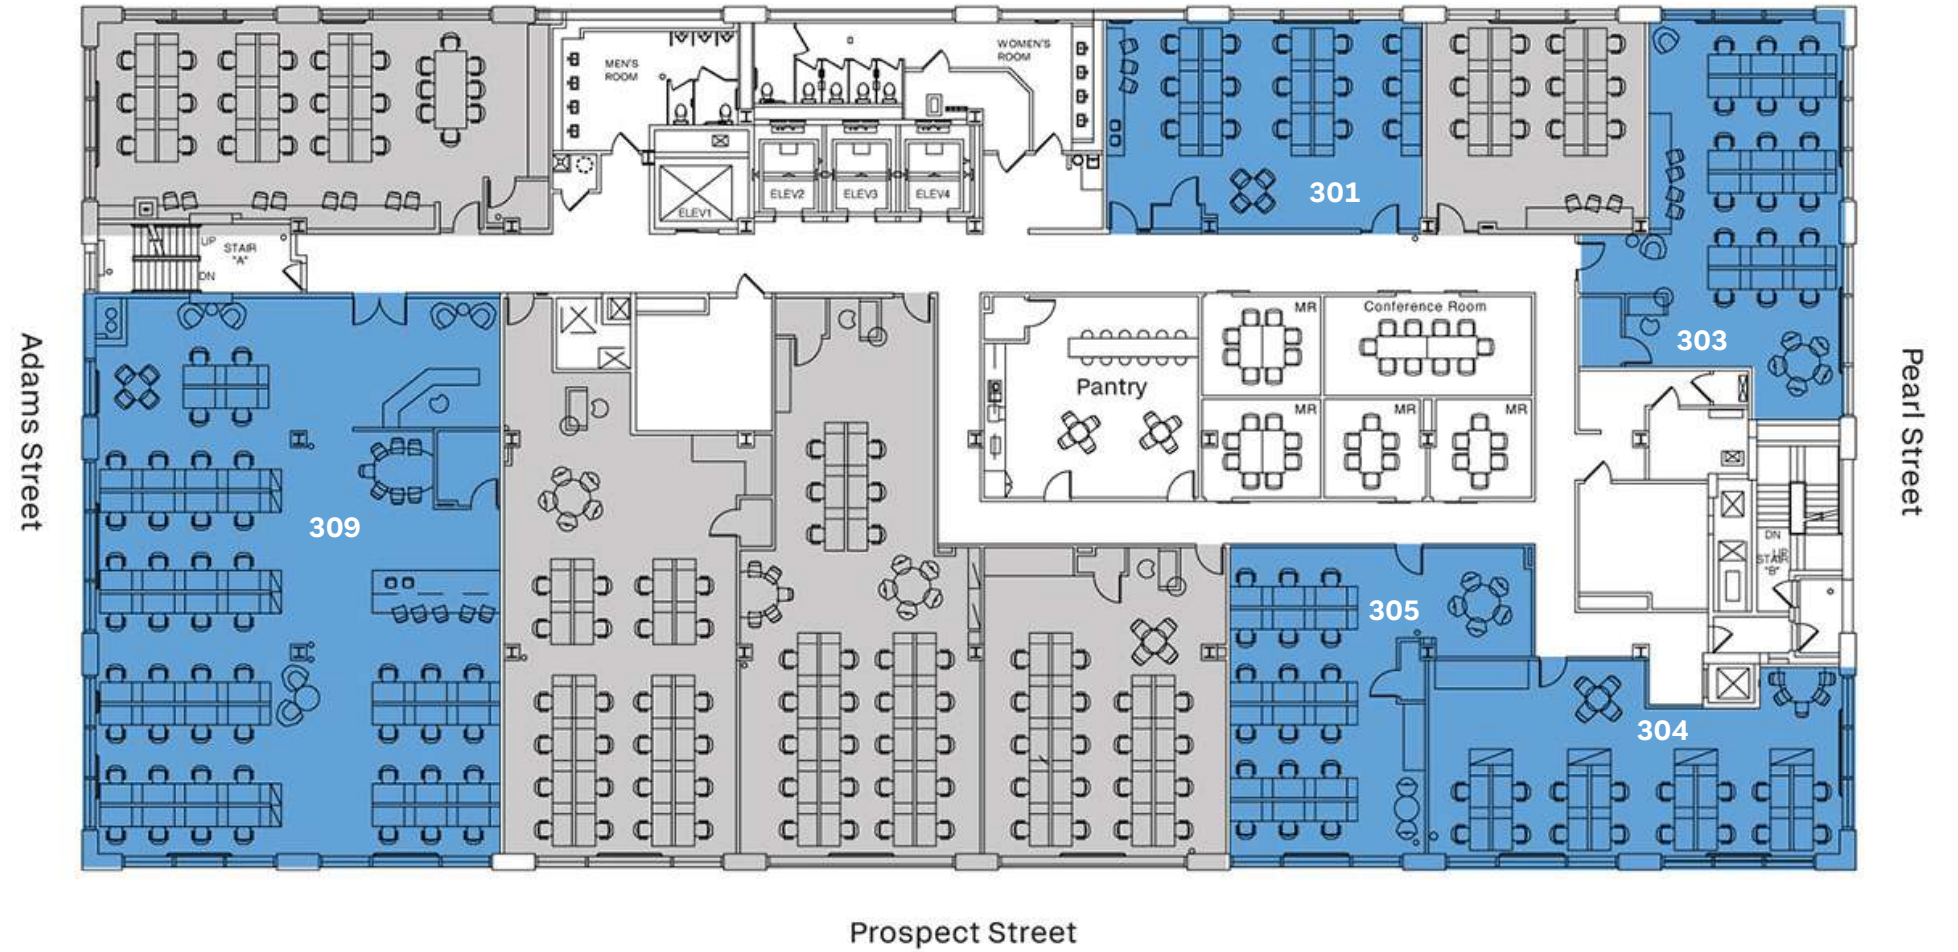 MEN'S
ROOM
WOMEN'S
ROOM
ELEV1
ELEV2
ELEV3
ELEV4
301
UP
STAIR
"A"
DN
303
MR
Conference Room
Pantry
MR
MR
MR
Adams Street
Pearl Street
309
305
DN
UP
STAIR
"B"
304
Prospect Street